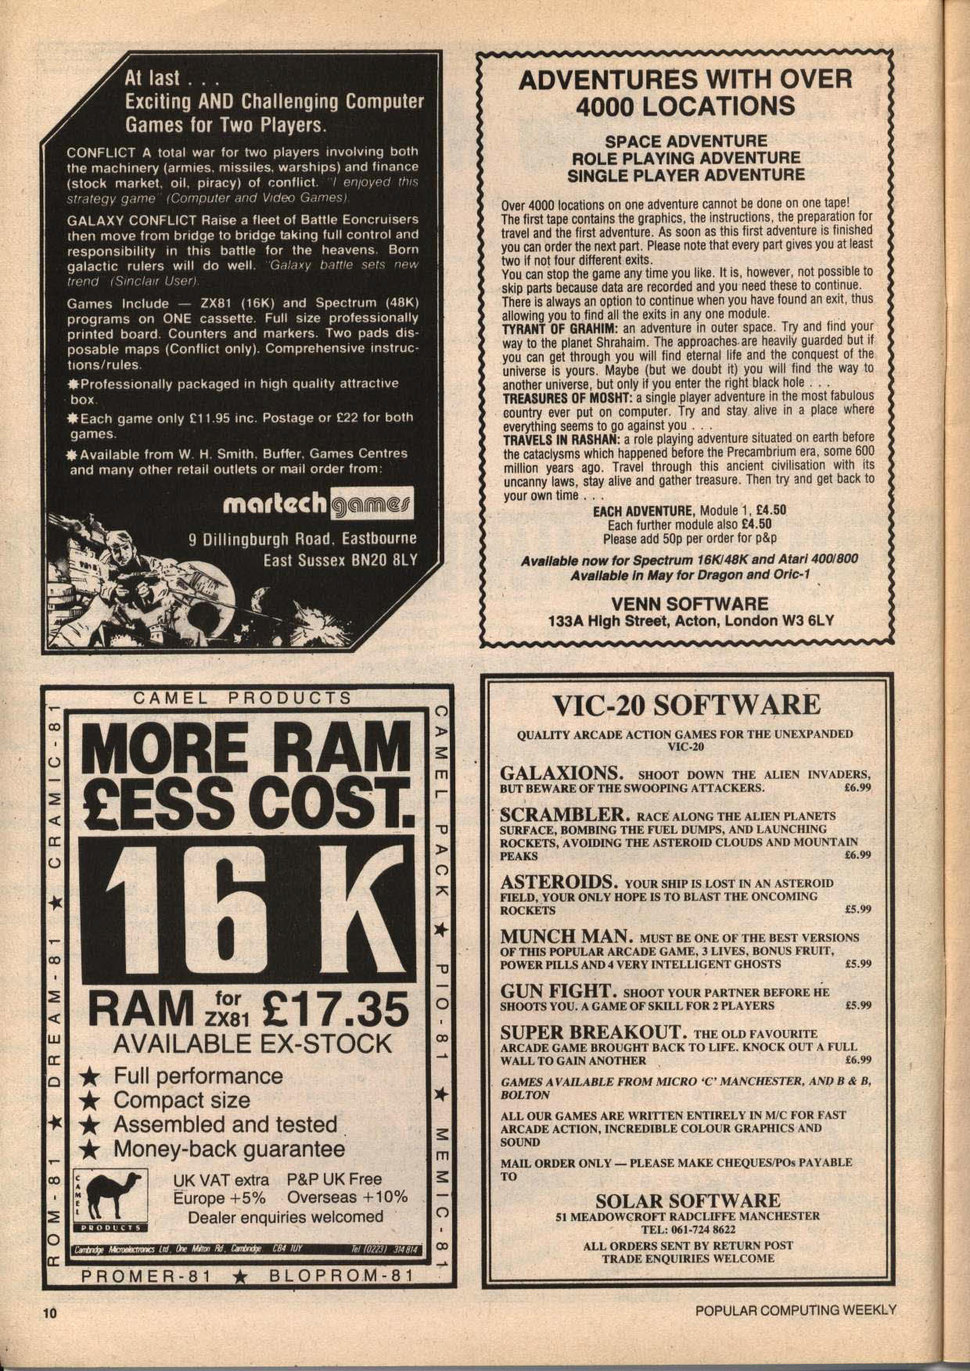 At last . . .
Exciting AND Challenging Computer
Games for Two Players.
CONFLICT A total war for two players involving both
the machinery (armies, missiles, warships) and finance
(stock market, oil, piracy) of conflict. "I enjoyed this
strategy game" (Computer and Video Games).
GALAXY CONFLICT Raise a fleet of Battle Eoncruisers
then move from bridge to bridge taking full control and
responsibility in this battle for the heavens. Born
galactic rulers will do well. "Galaxy battle sets new
trend (Sinclair User).
Games Include — ZX81 (16K) and Spectrum (48K)
programs on ONE cassette. Full size professionally
printed board. Counters and markers. Two pads dis-
posable maps (Conflict only). Comprehensive instruc-
tions/rules.
✱Professionally packaged in high quality attractive
box.
✱Each game only £11.95 inc. Postage or £22 for both
games.
✱Available from W. H. Smith, Buffer, Games Centres
and many other retail outlets or mail order from:
martech games
9 Dillingburgh Road, Eastbourne
East Sussex BN20 8LY
ADVENTURES WITH OVER
4000 LOCATIONS
SPACE ADVENTURE
ROLE PLAYING ADVENTURE
SINGLE PLAYER ADVENTURE
Over 4000 locations on one adventure cannot be done on one tape!
The first tape contains the graphics, the instructions, the preparation for
travel and the first adventure. As soon as this first adventure is finished
you can order the next part. Please note that every part gives you at least
two if not four different exits.
You can stop the game any time you like. It is, however, not possible to
skip parts because data are recorded and you need these to continue.
There is always an option to continue when you have found an exit, thus
allowing you to find all the exits in any one module.
TYRANT OF GRAHIM: an adventure in outer space. Try and find your
way to the planet Shrahaim. The approaches are heavily guarded but if
you can get through you will find eternal life and the conquest of the
universe is yours. Maybe (but we doubt it) you will find the way to
another universe, but only if you enter the right black hole . . .
TREASURES OF MOSHT: a single player adventure in the most fabulous
country ever put on computer. Try and stay alive in a place where
everything seems to go against you . . .
TRAVELS IN RASHAN: a role playing adventure situated on earth before
the cataclysms which happened before the Precambrium era, some 600
million years ago. Travel through this ancient civilisation with its
uncanny laws, stay alive and gather treasure. Then try and get back to
your own time . . .
EACH ADVENTURE, Module 1, £4.50
Each further module also £4.50
Please add 50p per order for p&p
Available now for Spectrum 16K/48K and Atari 400/800
Available in May for Dragon and Oric-1
VENN SOFTWARE
133A High Street, Acton, London W3 6LY
CAMEL PRODUCTS
CAMEL PACK ★ PIO-81 ★ MEMIC-81
ROM-81 ★ DREAM-81 ★ CRAMIC-81
MORE RAM
£ESS COST.
16 K
RAM for ZX81 £17.35
AVAILABLE EX-STOCK
★ Full performance
★ Compact size
★ Assembled and tested
★ Money-back guarantee
CAMEL
PRODUCTS
UK VAT extra P&P UK Free
Europe +5% Overseas +10%
Dealer enquiries welcomed
Cambridge Microelectronics Ltd, One Milton Rd, Cambridge CB4 1UY Tel (0223) 314814
PROMER-81 ★ BLOPROM-81
VIC-20 SOFTWARE
QUALITY ARCADE ACTION GAMES FOR THE UNEXPANDED
VIC-20
GALAXIONS. SHOOT DOWN THE ALIEN INVADERS,
BUT BEWARE OF THE SWOOPING ATTACKERS. £6.99
SCRAMBLER. RACE ALONG THE ALIEN PLANETS
SURFACE, BOMBING THE FUEL DUMPS, AND LAUNCHING
ROCKETS, AVOIDING THE ASTEROID CLOUDS AND MOUNTAIN
PEAKS £6.99
ASTEROIDS. YOUR SHIP IS LOST IN AN ASTEROID
FIELD, YOUR ONLY HOPE IS TO BLAST THE ONCOMING
ROCKETS £5.99
MUNCH MAN. MUST BE ONE OF THE BEST VERSIONS
OF THIS POPULAR ARCADE GAME, 3 LIVES, BONUS FRUIT,
POWER PILLS AND 4 VERY INTELLIGENT GHOSTS £5.99
GUN FIGHT. SHOOT YOUR PARTNER BEFORE HE
SHOOTS YOU. A GAME OF SKILL FOR 2 PLAYERS £5.99
SUPER BREAKOUT. THE OLD FAVOURITE
ARCADE GAME BROUGHT BACK TO LIFE. KNOCK OUT A FULL
WALL TO GAIN ANOTHER £6.99
GAMES AVAILABLE FROM MICRO 'C' MANCHESTER, AND B & B,
BOLTON
ALL OUR GAMES ARE WRITTEN ENTIRELY IN M/C FOR FAST
ARCADE ACTION, INCREDIBLE COLOUR GRAPHICS AND
SOUND
MAIL ORDER ONLY — PLEASE MAKE CHEQUES/POs PAYABLE
TO
SOLAR SOFTWARE
51 MEADOWCROFT RADCLIFFE MANCHESTER
TEL: 061-724 8622
ALL ORDERS SENT BY RETURN POST
TRADE ENQUIRIES WELCOME
10
POPULAR COMPUTING WEEKLY